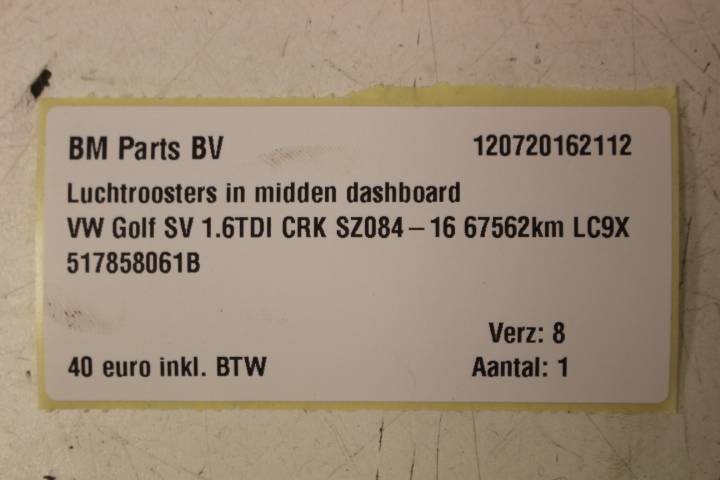 BM Parts BV 120720162112
Luchtroosters in midden dashboard
VW Golf SV 1.6TDI CRK SZ084–16 67562km LC9X
517858061B
Verz: 8
40 euro inkl. BTW Aantal: 1